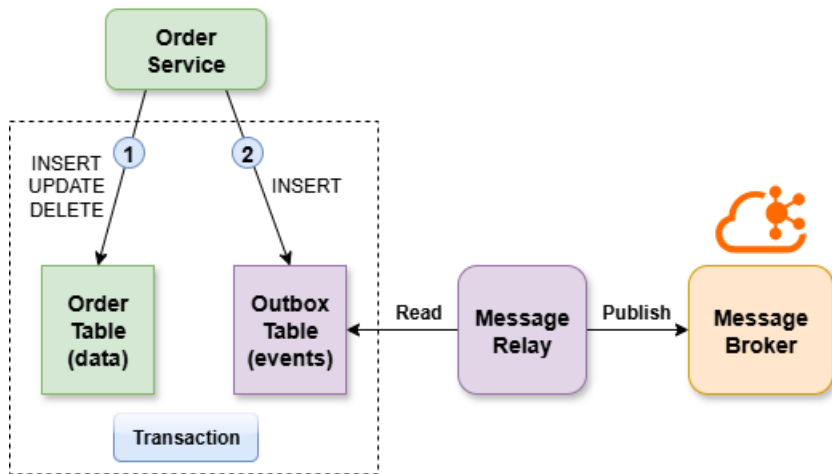 Order
Service
1
2
INSERT
UPDATE
DELETE
INSERT
Order
Table
(data)
Outbox
Table
(events)
Read
Message
Relay
Publish
Message
Broker
Transaction